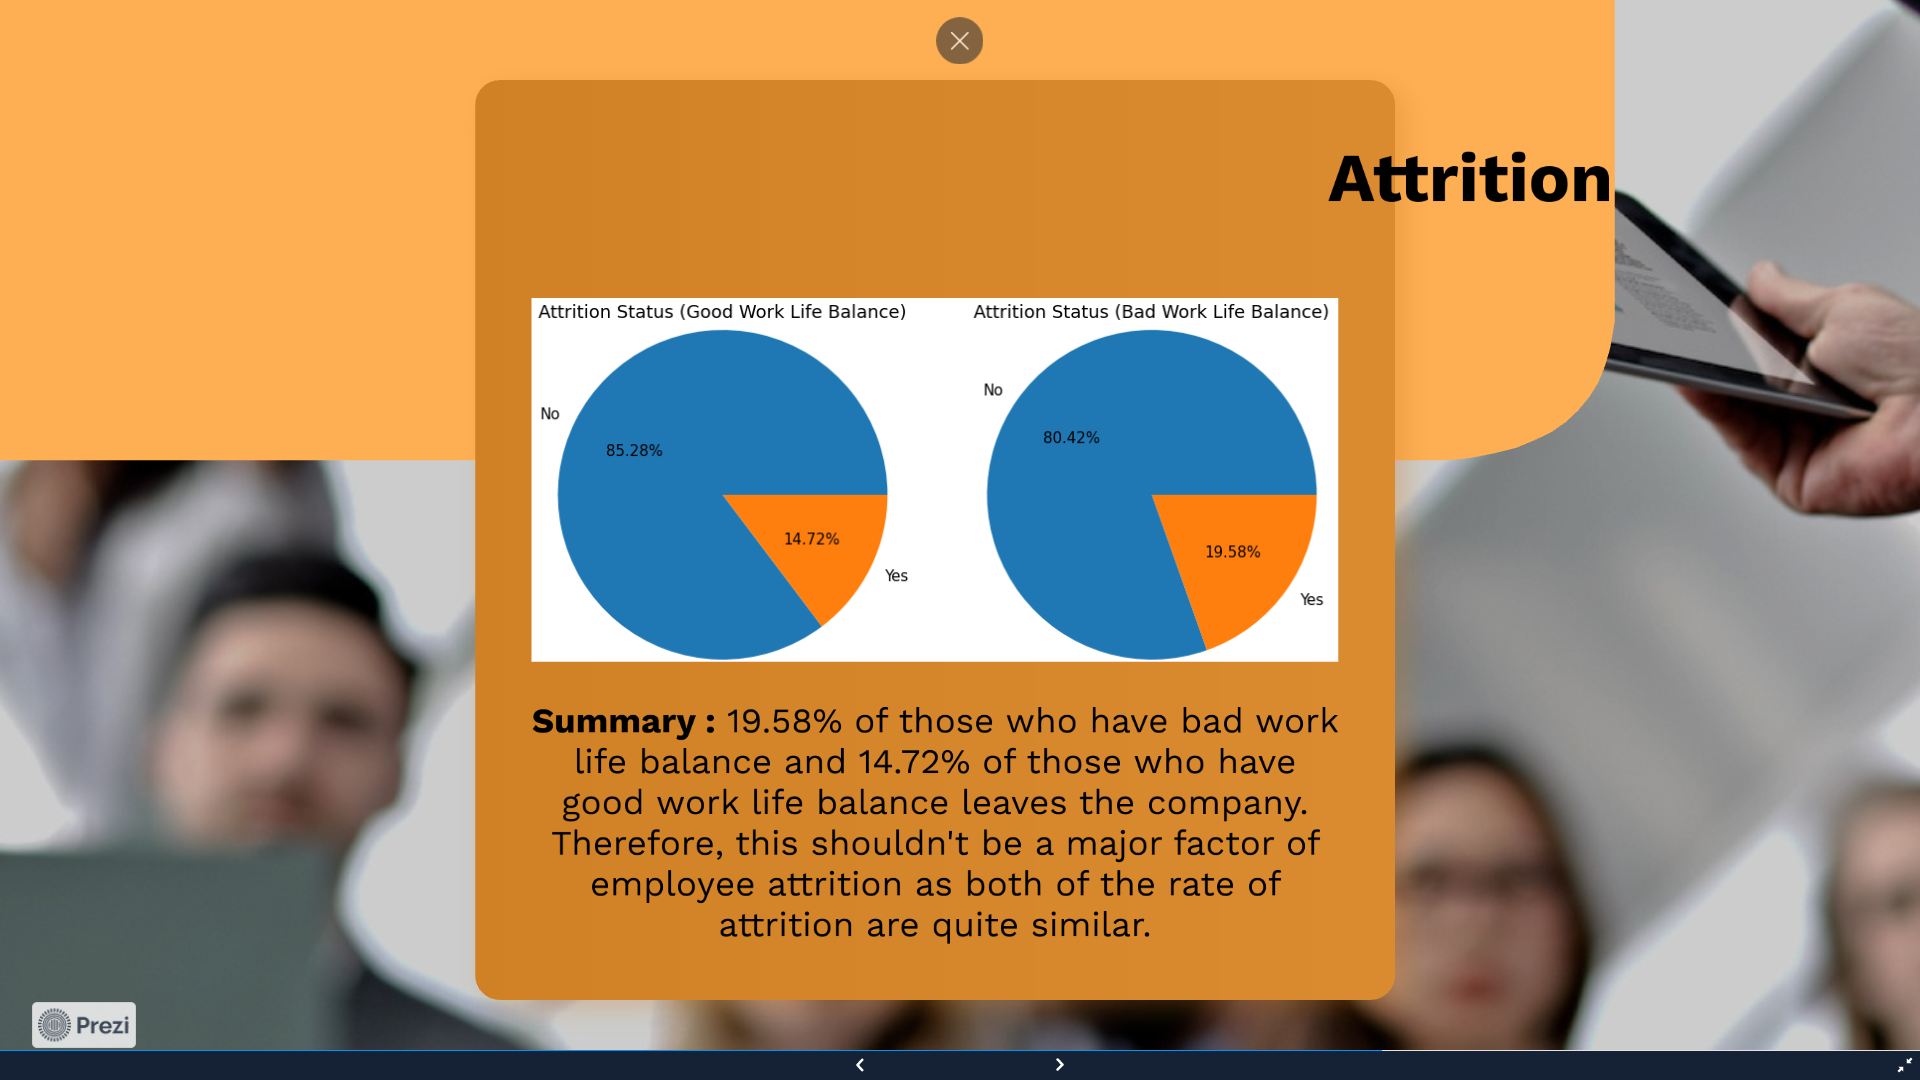 Attrition
Attrition Status (Good Work Life Balance)
No
85.28%
14.72%
Yes
Attrition Status (Bad Work Life Balance)
No
80.42%
19.58%
Yes
Summary : 19.58% of those who have bad work
life balance and 14.72% of those who have
good work life balance leaves the company.
Therefore, this shouldn't be a major factor of
employee attrition as both of the rate of
attrition are quite similar.
Prezi